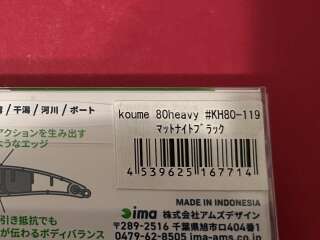 koume 80heavy #KH80-119
マットナイトブラック
4 539625 167714
干潟 / 河川 / ボート
アクションを生み出す
ようなエッジ
引き抵抗でも
が伝わるボディバランス
MADE IN INDONESIA
ima 株式会社アムズデザイン
〒289-2516 千葉県旭市ロ404の1
0479-62-8505 ima-ams.co.jp